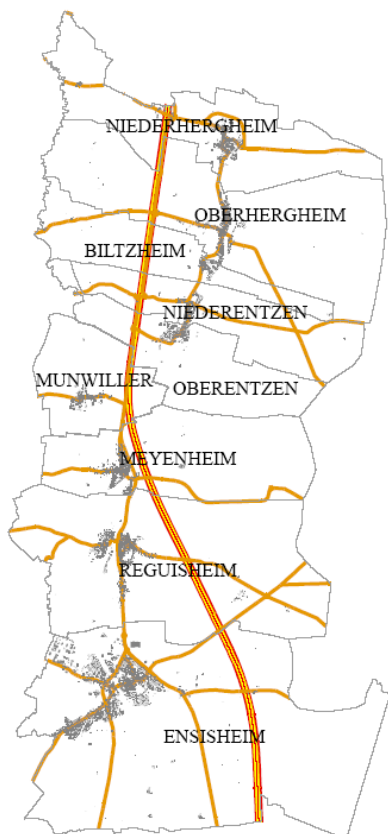 NIEDERHERGHEIM
OBERHERGHEIM
BILTZHEIM
NIEDERENTZEN
MUNWILLER
OBERENTZEN
MEYENHEIM
REGUISHEIM
ENSISHEIM